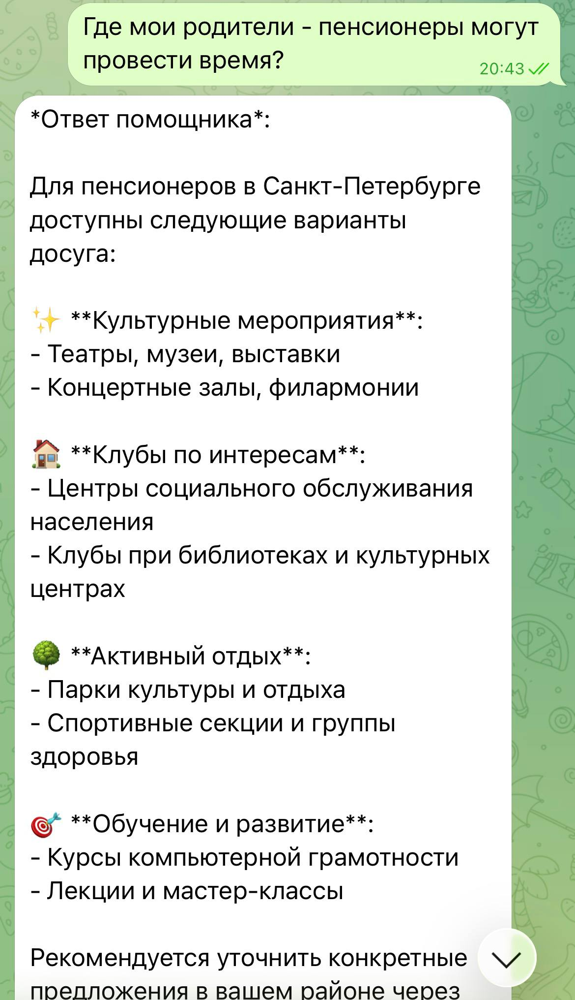 Где мои родители - пенсионеры могут
провести время?
20:43
*Ответ помощника*:
Для пенсионеров в Санкт-Петербурге
доступны следующие варианты
досуга:
✨ **Культурные мероприятия**:
- Театры, музеи, выставки
- Концертные залы, филармонии
🏠 **Клубы по интересам**:
- Центры социального обслуживания
населения
- Клубы при библиотеках и культурных
центрах
🌳 **Активный отдых**:
- Парки культуры и отдыха
- Спортивные секции и группы
здоровья
🎯 **Обучение и развитие**:
- Курсы компьютерной грамотности
- Лекции и мастер-классы
Рекомендуется уточнить конкретные
предложения в вашем районе через